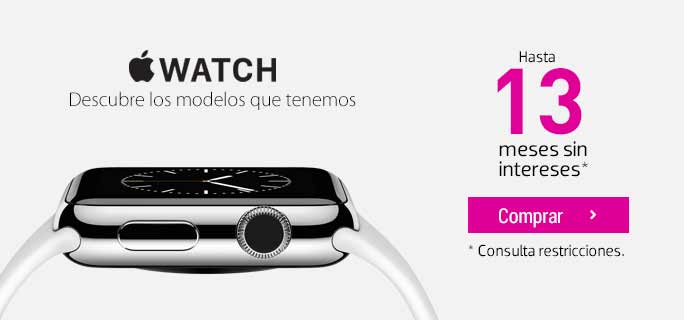 WATCH
Descubre los modelos que tenemos
Hasta
13
meses sin
intereses*
Comprar
* Consulta restricciones.